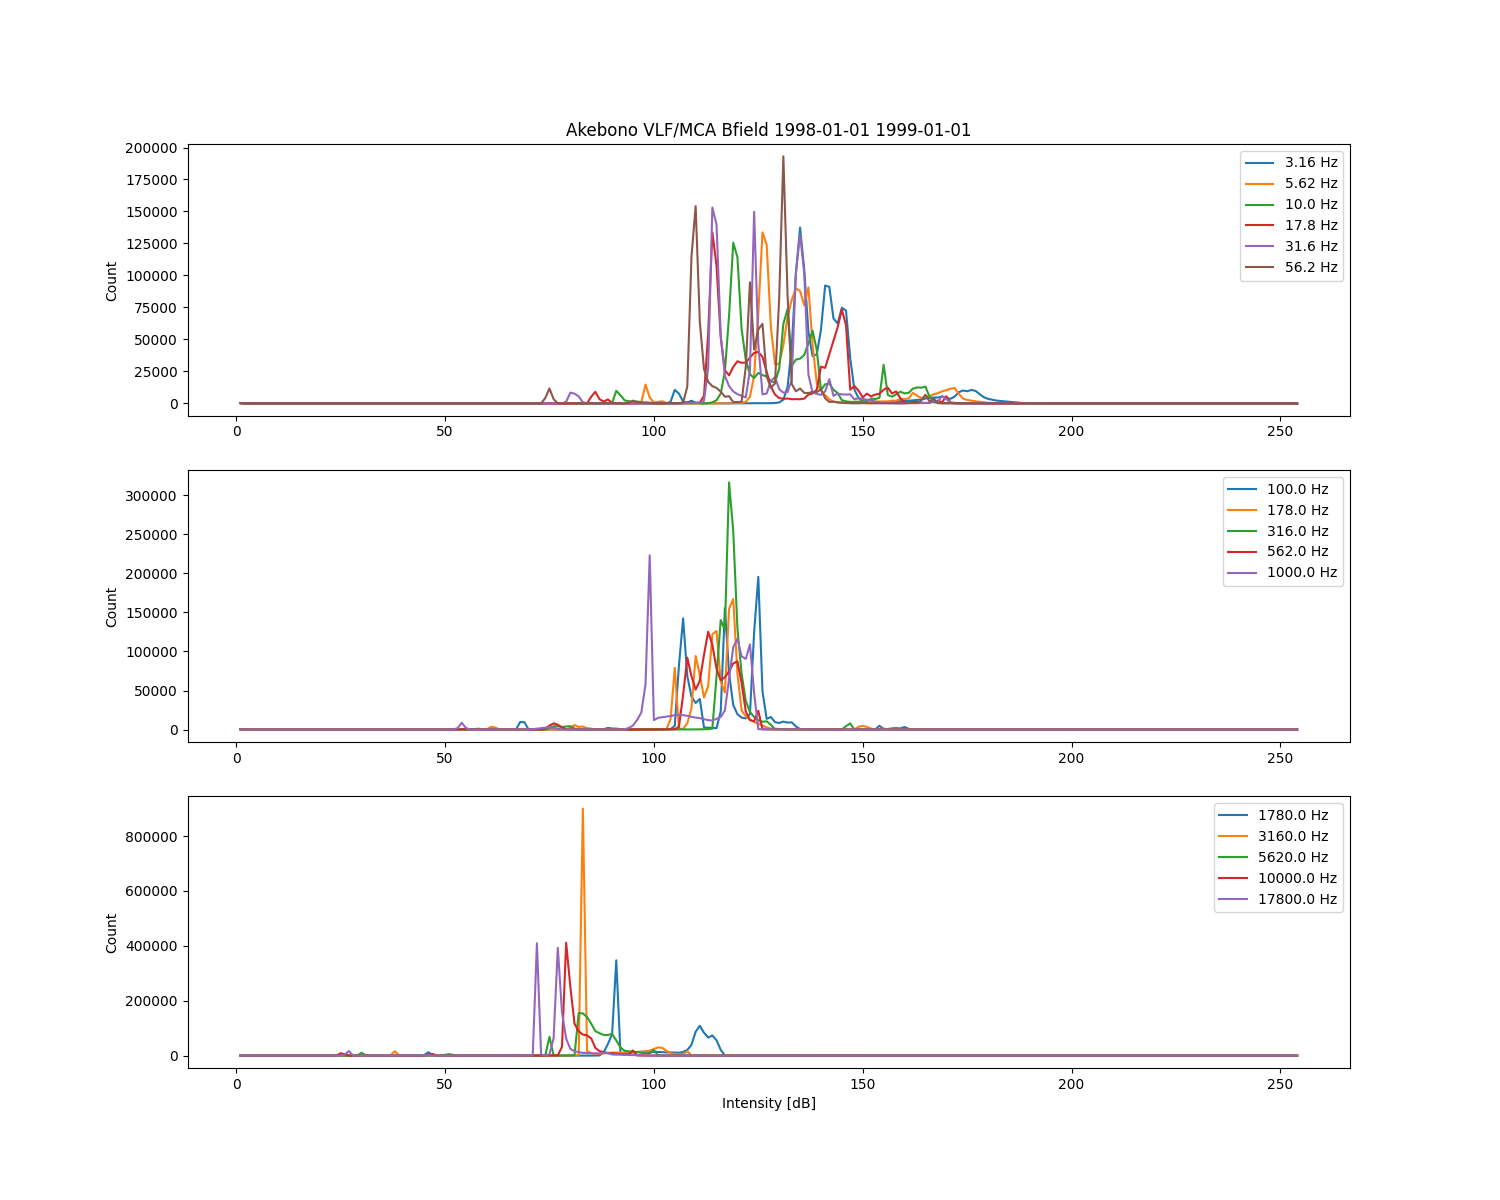 Akebono VLF/MCA Bfield 1998-01-01 1999-01-01
200000
175000
150000
125000
100000
75000
50000
25000
0
Count
3.16 Hz
5.62 Hz
10.0 Hz
17.8 Hz
31.6 Hz
56.2 Hz
0 50 100 150 200 250
300000
250000
200000
150000
100000
50000
0
Count
100.0 Hz
178.0 Hz
316.0 Hz
562.0 Hz
1000.0 Hz
0 50 100 150 200 250
800000
600000
400000
200000
0
Count
1780.0 Hz
3160.0 Hz
5620.0 Hz
10000.0 Hz
17800.0 Hz
0 50 100 150 200 250
Intensity [dB]